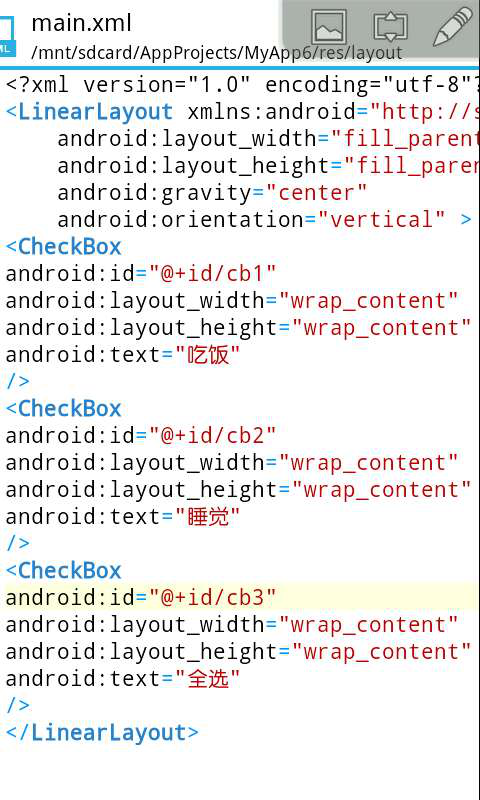 main.xml
/mnt/sdcard/AppProjects/MyApp6/res/layout
<?xml version="1.0" encoding="utf-8"?
<LinearLayout xmlns:android="http://s
android:layout_width="fill_parent
android:layout_height="fill_paren
android:gravity="center"
android:orientation="vertical" >
<CheckBox
android:id="@+id/cb1"
android:layout_width="wrap_content"
android:layout_height="wrap_content"
android:text="吃饭"
/>
<CheckBox
android:id="@+id/cb2"
android:layout_width="wrap_content"
android:layout_height="wrap_content"
android:text="睡觉"
/>
<CheckBox
android:id="@+id/cb3"
android:layout_width="wrap_content"
android:layout_height="wrap_content"
android:text="全选"
/>
</LinearLayout>